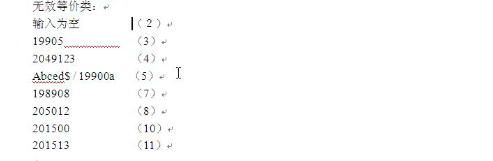 无效等价类：
输入为空 （2）
19905 （3）
2049123 （4）
Abced$ / 19900a （5）
198908 （7）
205012 （8）
201500 （10）
201513 （11）